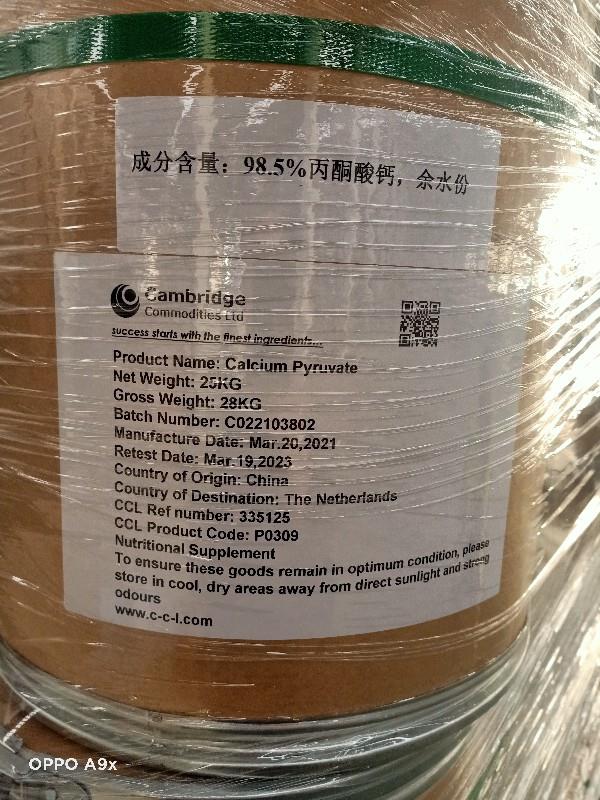 成分含量：98.5%丙酮酸钙，余水份
Cambridge
Commodities Ltd
success starts with the finest ingredients...
Product Name: Calcium Pyruvate
Net Weight: 25KG
Gross Weight: 28KG
Batch Number: C022103802
Manufacture Date: Mar.20,2021
Retest Date: Mar.19,2023
Country of Origin: China
Country of Destination: The Netherlands
CCL Ref number: 335125
CCL Product Code: P0309
Nutritional Supplement
To ensure these goods remain in optimum condition, please
store in cool, dry areas away from direct sunlight and strong
odours
www.c-c-l.com
OPPO A9x